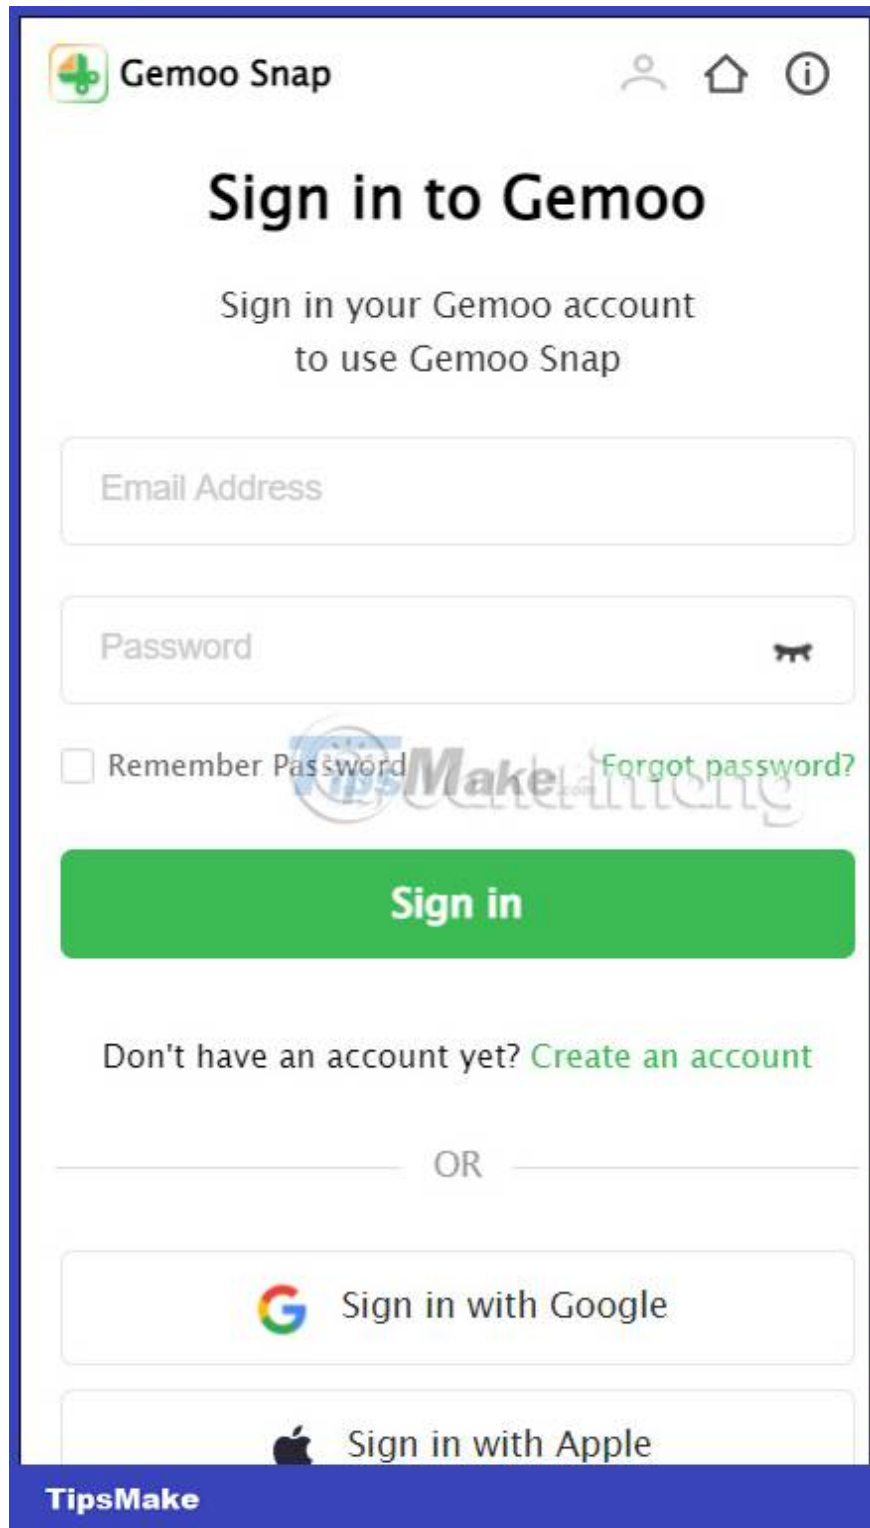 Gemoo Snap
Sign in to Gemoo
Sign in your Gemoo account
to use Gemoo Snap
Email Address
Password
Remember Password Forgot password?
TipsMake.com
Sign in
Don't have an account yet? Create an account
OR
Sign in with Google
Sign in with Apple
TipsMake